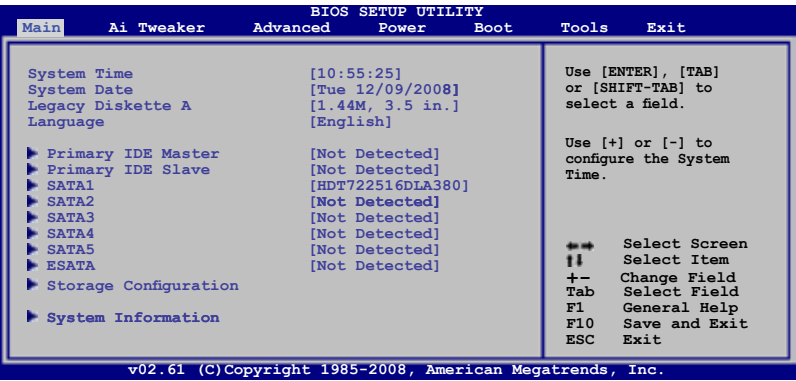 BIOS SETUP UTILITY
Main Ai Tweaker Advanced Power Boot Tools Exit
System Time [10:55:25]
System Date [Tue 12/09/2008]
Legacy Diskette A [1.44M, 3.5 in.]
Language [English]
Primary IDE Master [Not Detected]
Primary IDE Slave [Not Detected]
SATA1 [HDT722516DLA380]
SATA2 [Not Detected]
SATA3 [Not Detected]
SATA4 [Not Detected]
SATA5 [Not Detected]
ESATA [Not Detected]
Storage Configuration
System Information
Use [ENTER], [TAB]
or [SHIFT-TAB] to
select a field.
Use [+] or [-] to
configure the System
Time.
←→ Select Screen
↑↓ Select Item
+- Change Field
Tab Select Field
F1 General Help
F10 Save and Exit
ESC Exit
v02.61 (C)Copyright 1985-2008, American Megatrends, Inc.